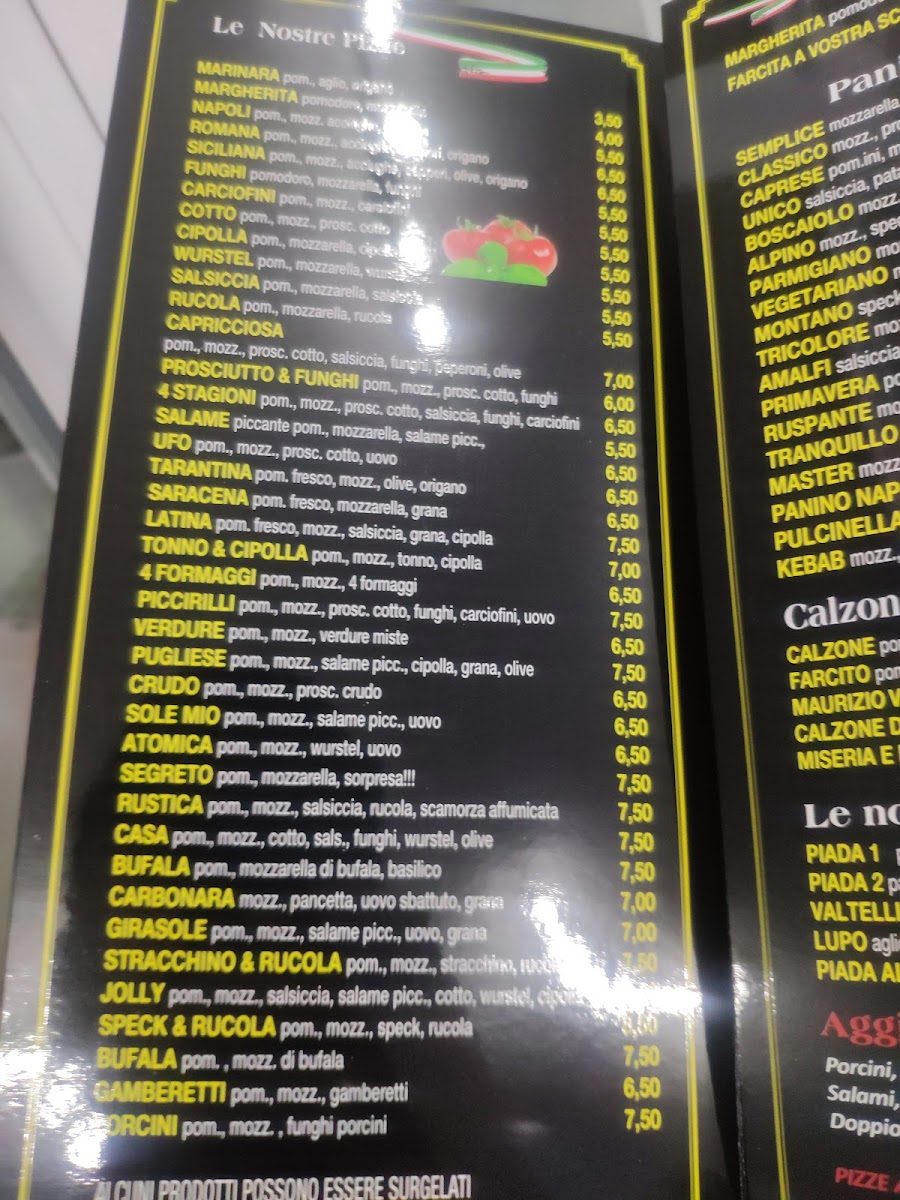 Le Nostre
MARINARA pom., aglio, origano 3,50
MARGHERITA pomodoro, 4,00
NAPOLI pom., mozz. 5,50
ROMANA pom., mozz., origano 6,50
SICILIANA pom., mozz., acciughe, capperi, olive, origano 6,50
FUNGHI pomodoro, mozzarella, funghi 5,50
CARCIOFINI pom., mozz., carciofini 5,50
COTTO pom., mozz., prosc. cotto 5,50
CIPOLLA pom., mozzarella, cipolla 5,50
WURSTEL pom., mozzarella, wurstel 5,50
SALSICCIA pom., mozzarella, salsiccia 5,50
RUCOLA pom., mozzarella, rucola 5,50
CAPRICCIOSA
pom., mozz., prosc. cotto, salsiccia, funghi, peperoni, olive 7,00
PROSCIUTTO & FUNGHI pom., mozz., prosc. cotto, funghi 6,00
4 STAGIONI pom., mozz., prosc. cotto, salsiccia, funghi, carciofini 6,50
SALAME piccante pom., mozzarella, salame picc., 5,50
UFO pom., mozz., prosc. cotto, uovo 6,50
TARANTINA pom. fresco, mozz., olive, origano 6,50
SARACENA pom. fresco, mozzarella, grana 6,50
LATINA pom. fresco, mozz., salsiccia, grana, cipolla 7,50
TONNO & CIPOLLA pom., mozz., tonno, cipolla 7,00
4 FORMAGGI pom., mozz., 4 formaggi 6,50
PICCIRILLI pom., mozz., prosc. cotto, funghi, carciofini, uovo 7,50
VERDURE pom., mozz., verdure miste 6,50
PUGLIESE pom., mozz., salame picc., cipolla, grana, olive 7,50
CRUDO pom., mozz., prosc. crudo 6,50
SOLE MIO pom., mozz., salame picc., uovo 6,50
ATOMICA pom., mozz., wurstel, uovo 6,50
SEGRETO pom., mozzarella, sorpresa!!! 7,50
RUSTICA pom., mozz., salsiccia, rucola, scamorza affumicata 7,50
CASA pom., mozz., cotto, sals., funghi, wurstel, olive 7,50
BUFALA pom., mozzarella di bufala, basilico 7,50
CARBONARA mozz., pancetta, uovo sbattuto, grana 7,00
GIRASOLE pom., mozz., salame picc., uovo, grana 7,00
STRACCHINO & RUCOLA pom., mozz., stracchino, rucola 7,50
JOLLY pom., mozz., salsiccia, salame picc., cotto, wurstel, cipolla
SPECK & RUCOLA pom., mozz., speck, rucola
BUFALA pom. , mozz. di bufala 7,50
GAMBERETTI pom., mozz., gamberetti 6,50
PORCINI pom., mozz. , funghi porcini 7,50
ALCUNI PRODOTTI POSSONO ESSERE SURGELATI
MARGHERITA
FARCITA A VOSTRA
SEMPLICE mozzarella
CLASSICO mozz.,
CAPRESE pom.ini,
UNICO salsiccia,
BOSCAIOLO mozz.
ALPINO mozz.,
PARMIGIANO
VEGETARIANO
MONTANO speck
TRICOLORE
AMALFI salsiccia
PRIMAVERA
RUSPANTE
TRANQUILLO
MASTER mozz
PANINO
PULCINELLA
KEBAB mozz.,
CALZONE
FARCITO
MAURIZIO
CALZONE
MISERIA E
Le
PIADA 1
PIADA 2
LUPO
PIADA
Porcini,
Salami,
PIZZE